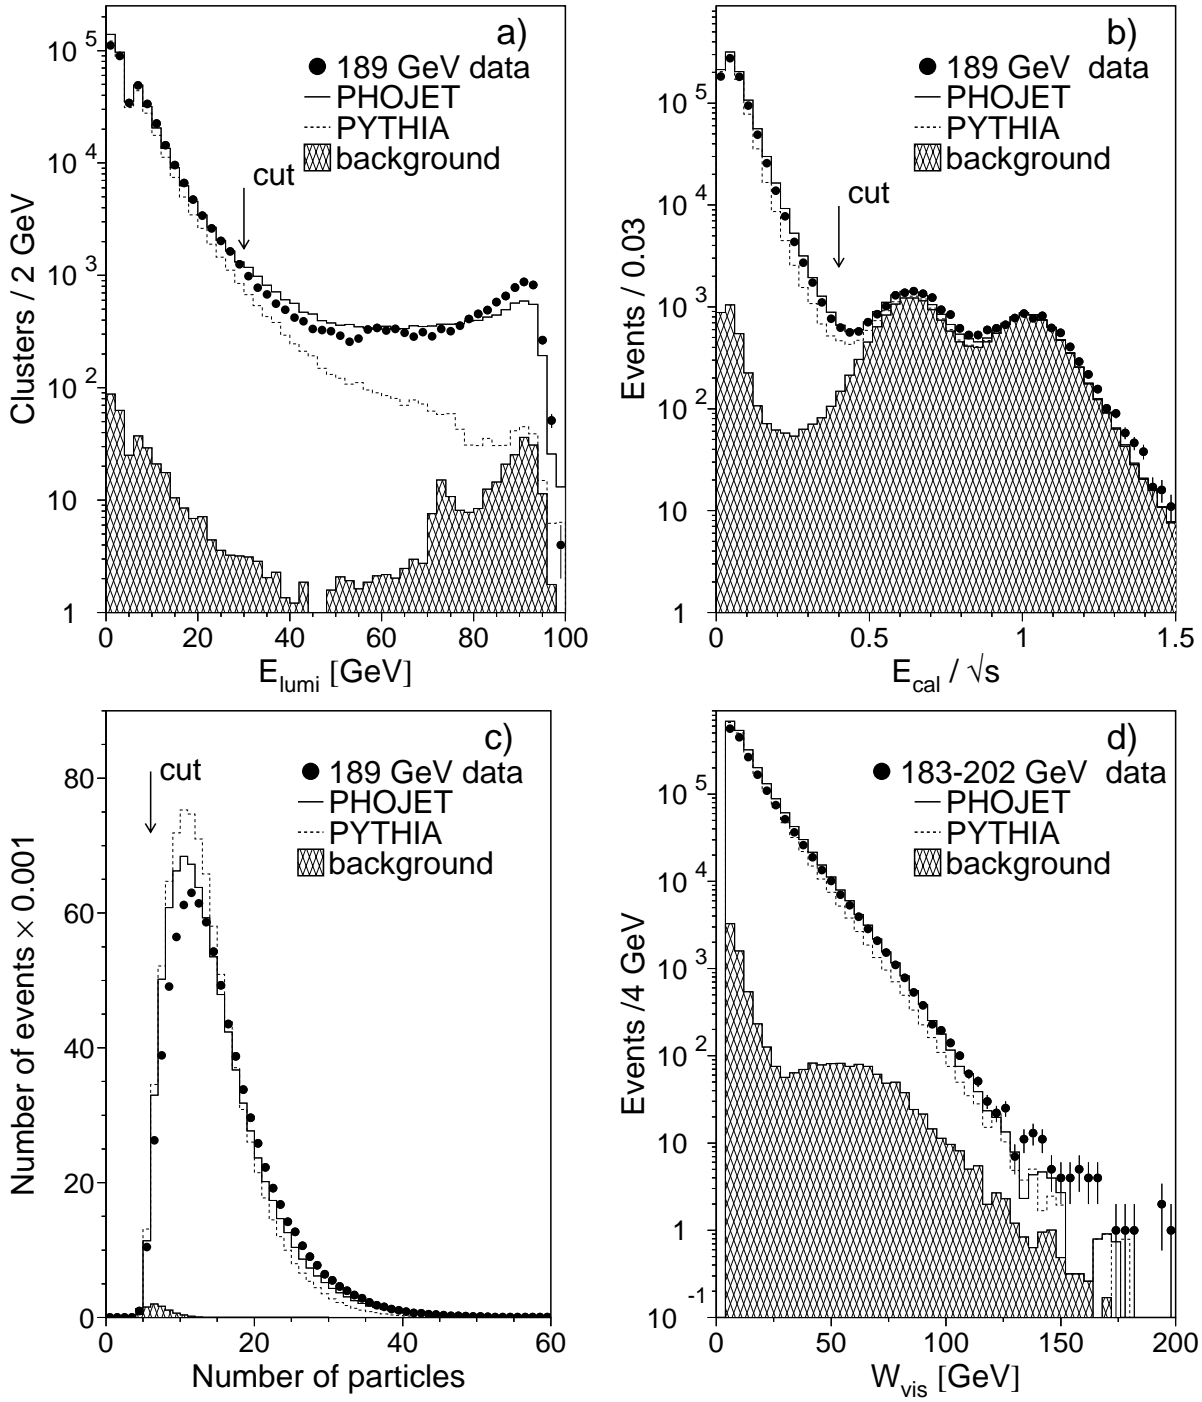 a)
189 GeV data
PHOJET
PYTHIA
background
cut
10^5
10^4
10^3
10^2
10
1
0 20 40 60 80 100
Clusters / 2 GeV
E_lumi [GeV]
b)
189 GeV data
PHOJET
PYTHIA
background
cut
10^5
10^4
10^3
10^2
10
1
0 0.5 1 1.5
Events / 0.03
E_cal / √s
c)
189 GeV data
PHOJET
PYTHIA
background
cut
80
60
40
20
0
0 20 40 60
Number of events × 0.001
Number of particles
d)
183-202 GeV data
PHOJET
PYTHIA
background
10^5
10^4
10^3
10^2
10
1
10^-1
0 50 100 150 200
Events /4 GeV
W_vis [GeV]